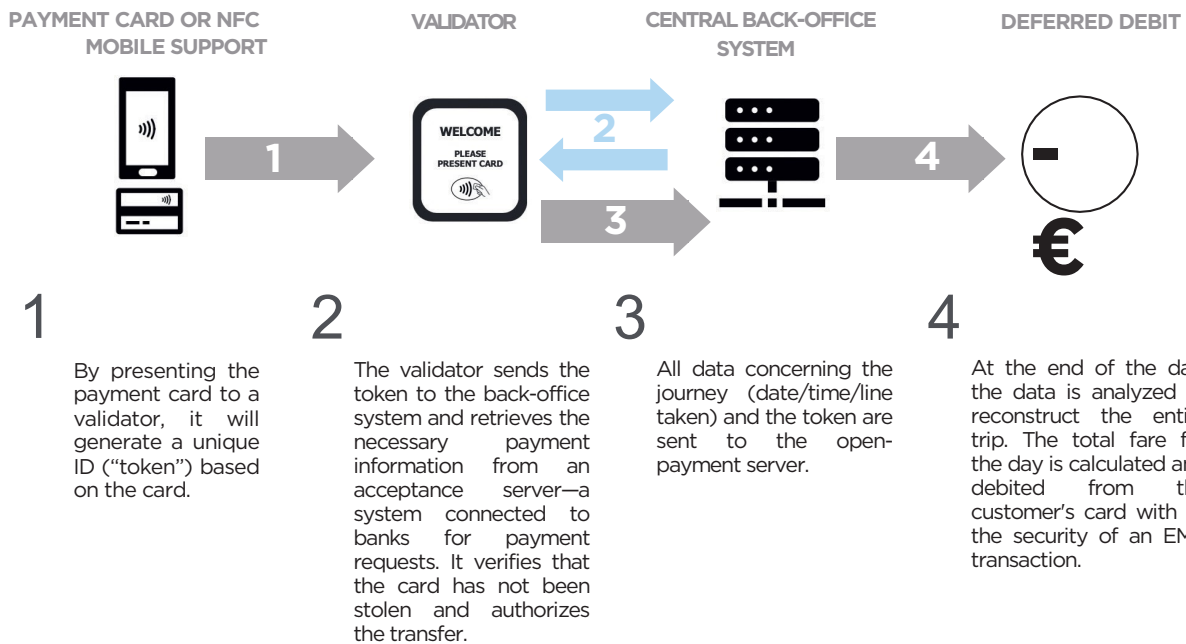 PAYMENT CARD OR NFC
MOBILE SUPPORT
VALIDATOR
CENTRAL BACK-OFFICE
SYSTEM
DEFERRED DEBIT
1
WELCOME
PLEASE
PRESENT CARD
2
3
4
€
1
By presenting the
payment card to a
validator, it will
generate a unique
ID (“token”) based
on the card.
2
The validator sends the
token to the back-office
system and retrieves the
necessary payment
information from an
acceptance server—a
system connected to
banks for payment
requests. It verifies that
the card has not been
stolen and authorizes
the transfer.
3
All data concerning the
journey (date/time/line
taken) and the token are
sent to the open-
payment server.
4
At the end of the da
the data is analyzed
reconstruct the enti
trip. The total fare f
the day is calculated an
debited from th
customer's card with
the security of an EM
transaction.